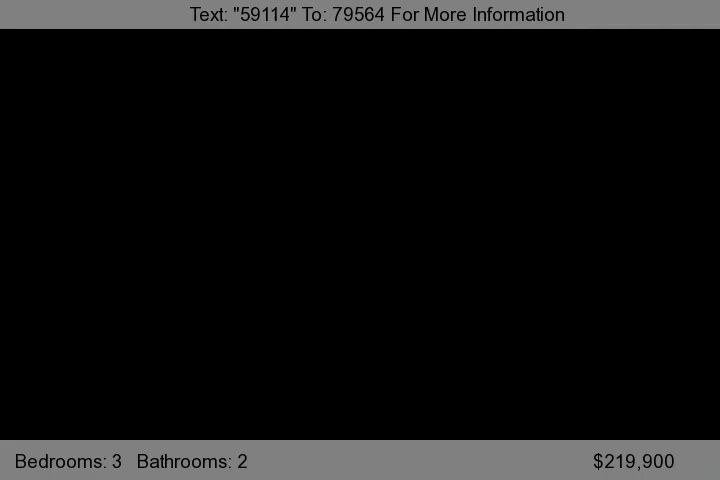 Text: "59114" To: 79564 For More Information
Bedrooms: 3 Bathrooms: 2 $219,900